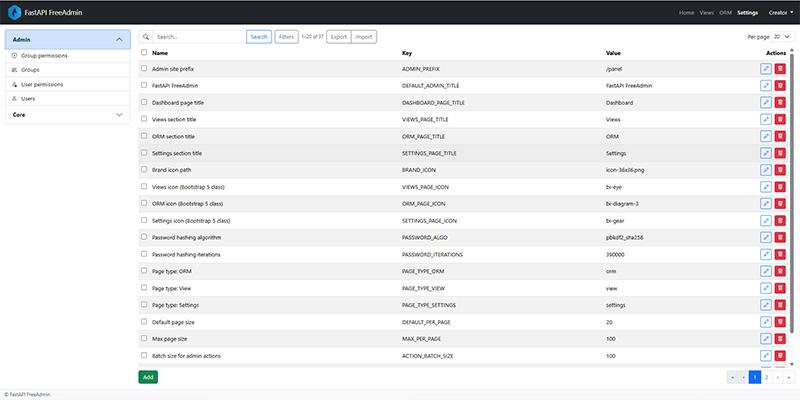 FastAPI FreeAdmin Home Views ORM Settings Creator
Admin
Group permissions
Groups
User permissions
Users
Core
Search... Search Filters 1–20 of 37 Export Import Per page 20
Name Key Value Actions
Admin site prefix ADMIN_PREFIX /panel
FastAPI FreeAdmin DEFAULT_ADMIN_TITLE FastAPI FreeAdmin
Dashboard page title DASHBOARD_PAGE_TITLE Dashboard
Views section title VIEWS_PAGE_TITLE Views
ORM section title ORM_PAGE_TITLE ORM
Settings section title SETTINGS_PAGE_TITLE Settings
Brand icon path BRAND_ICON icon-36x36.png
Views icon (Bootstrap 5 class) VIEWS_PAGE_ICON bi-eye
ORM icon (Bootstrap 5 class) ORM_PAGE_ICON bi-diagram-3
Settings icon (Bootstrap 5 class) SETTINGS_PAGE_ICON bi-gear
Password hashing algorithm PASSWORD_ALGO pbkdf2_sha256
Password hashing iterations PASSWORD_ITERATIONS 390000
Page type: ORM PAGE_TYPE_ORM orm
Page type: View PAGE_TYPE_VIEW view
Page type: Settings PAGE_TYPE_SETTINGS settings
Default page size DEFAULT_PER_PAGE 20
Max page size MAX_PER_PAGE 100
Batch size for admin actions ACTION_BATCH_SIZE 100
Add « ‹ 1 2 › »
© FastAPI FreeAdmin